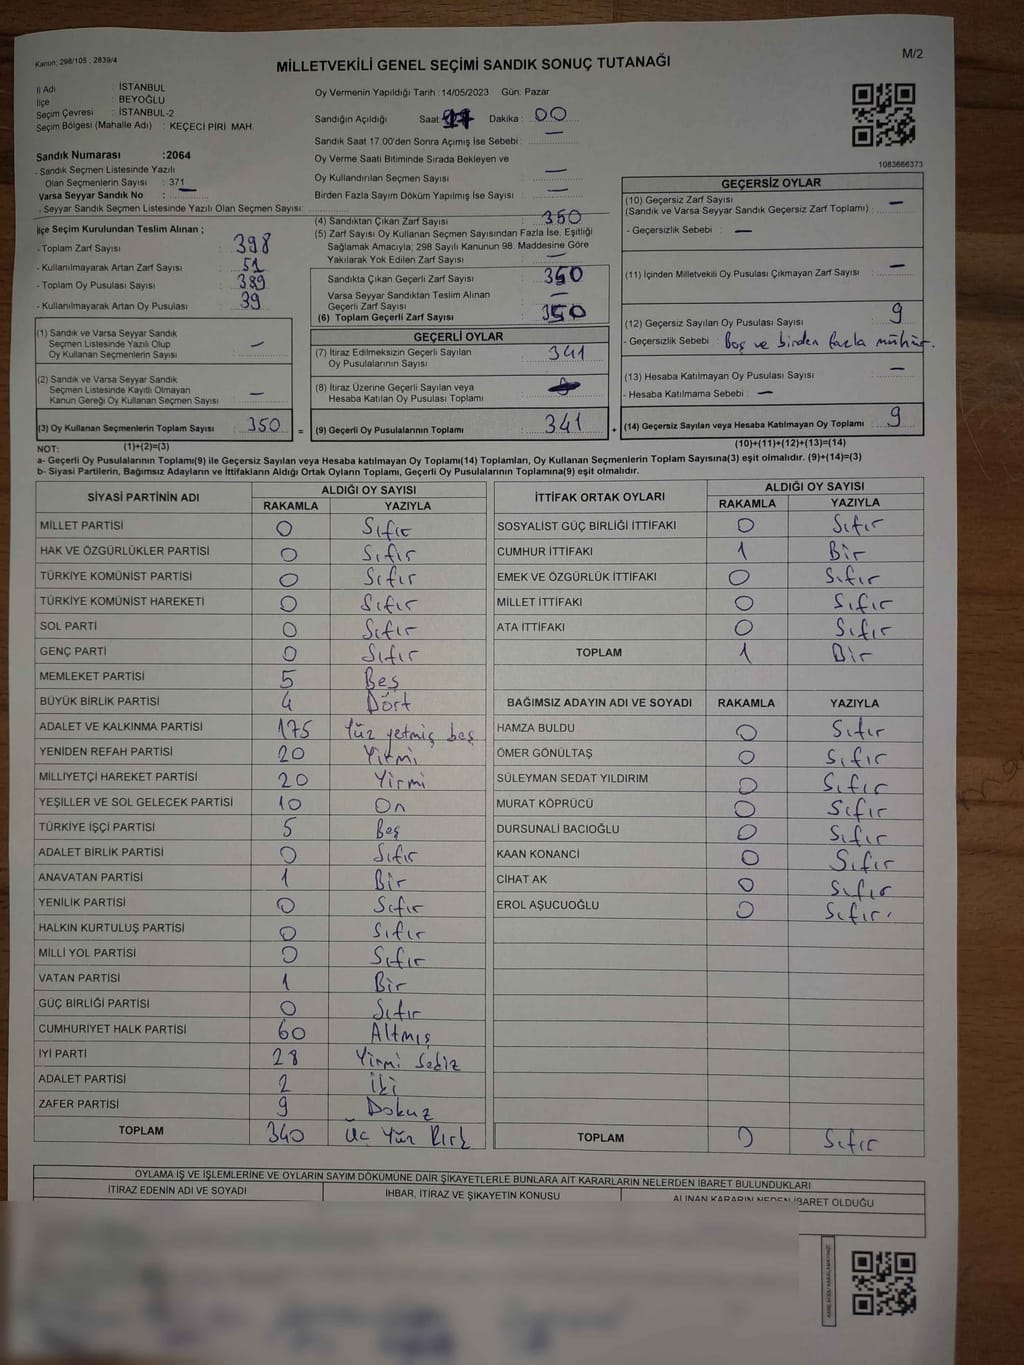 Kanun; 298/105 ; 2839/4
M/2
MİLLETVEKİLİ GENEL SEÇİMİ SANDIK SONUÇ TUTANAĞI
İl Adı : İSTANBUL
İlçe : BEYOĞLU
Seçim Çevresi : İSTANBUL-2
Seçim Bölgesi (Mahalle Adı) : KEÇECİ PİRİ MAH.
Sandık Numarası :2064
- Sandık Seçmen Listesinde Yazılı
Olan Seçmenlerin Sayısı : 371
Varsa Seyyar Sandık No : —
- Seyyar Sandık Seçmen Listesinde Yazılı Olan Seçmen Sayısı:
İlçe Seçim Kurulundan Teslim Alınan ;
- Toplam Zarf Sayısı 398
- Kullanılmayarak Artan Zarf Sayısı 51
- Toplam Oy Pusulası Sayısı 389
- Kullanılmayarak Artan Oy Pusulası 39
(1) Sandık ve Varsa Seyyar Sandık
Seçmen Listesinde Yazılı Olup
Oy Kullanan Seçmenlerin Sayısı —
(2) Sandık ve Varsa Seyyar Sandık
Seçmen Listesinde Kayıtlı Olmayan
Kanun Gereği Oy Kullanan Seçmen Sayısı —
(3) Oy Kullanan Seçmenlerin Toplam Sayısı 350 =
(1)+(2)=(3)
Oy Vermenin Yapıldığı Tarih :14/05/2023 Gün: Pazar
Sandığın Açıldığı Saat: Dakika : 00
Sandık Saat 17:00'den Sonra Açımış İse Sebebi : —
Oy Verme Saati Bitiminde Sırada Bekleyen ve
Oy Kullandırılan Seçmen Sayısı : —
Birden Fazla Sayım Döküm Yapılmış İse Sayısı : —
(4) Sandıktan Çıkan Zarf Sayısı : 350
(5) Zarf Sayısı Oy Kullanan Seçmen Sayısından Fazla İse, Eşitliği
Sağlamak Amacıyla; 298 Sayılı Kanunun 98. Maddesine Göre
Yakılarak Yok Edilen Zarf Sayısı : —
Sandıkta Çıkan Geçerli Zarf Sayısı : 350
Varsa Seyyar Sandıktan Teslim Alınan
Geçerli Zarf Sayısı : —
(6) Toplam Geçerli Zarf Sayısı : 350
GEÇERLİ OYLAR
(7) İtiraz Edilmeksizin Geçerli Sayılan
Oy Pusulalarının Sayısı : 341
(8) İtiraz Üzerine Geçerli Sayılan veya
Hesaba Katılan Oy Pusulası Toplamı :
(9) Geçerli Oy Pusulalarının Toplamı : 341 +
1083666373
GEÇERSİZ OYLAR
(10) Geçersiz Zarf Sayısı
(Sandık ve Varsa Seyyar Sandık Geçersiz Zarf Toplamı) : —
- Geçersizlik Sebebi : —
(11) İçinden Milletvekili Oy Pusulası Çıkmayan Zarf Sayısı : —
(12) Geçersiz Sayılan Oy Pusulası Sayısı : 9
- Geçersizlik Sebebi : Boş ve birden fazla mühür.
(13) Hesaba Katılmayan Oy Pusulası Sayısı : —
- Hesaba Katılmama Sebebi : —
(14) Geçersiz Sayılan veya Hesaba Katılmayan Oy Toplamı : 9
(10)+(11)+(12)+(13)=(14)
NOT:
a- Geçerli Oy Pusulalarının Toplamı(9) ile Geçersiz Sayılan veya Hesaba katılmayan Oy Toplamı(14) Toplamları, Oy Kullanan Seçmenlerin Toplam Sayısına(3) eşit olmalıdır. (9)+(14)=(3)
b- Siyasi Partilerin, Bağımsız Adayların ve İttifakların Aldığı Ortak Oyların Toplamı, Geçerli Oy Pusulalarının Toplamına(9) eşit olmalıdır.
SİYASİ PARTİNİN ADI ALDIĞI OY SAYISI
RAKAMLA YAZIYLA
MİLLET PARTİSİ 0 Sıfır
HAK VE ÖZGÜRLÜKLER PARTİSİ 0 Sıfır
TÜRKİYE KOMÜNİST PARTİSİ 0 Sıfır
TÜRKİYE KOMÜNİST HAREKETİ 0 Sıfır
SOL PARTİ 0 Sıfır
GENÇ PARTİ 0 Sıfır
MEMLEKET PARTİSİ 5 Beş
BÜYÜK BİRLİK PARTİSİ 4 Dört
ADALET VE KALKINMA PARTİSİ 175 Yüz yetmiş beş
YENİDEN REFAH PARTİSİ 20 Yirmi
MİLLİYETÇİ HAREKET PARTİSİ 20 Yirmi
YEŞİLLER VE SOL GELECEK PARTİSİ 10 On
TÜRKİYE İŞÇİ PARTİSİ 5 Beş
ADALET BİRLİK PARTİSİ 0 Sıfır
ANAVATAN PARTİSİ 1 Bir
YENİLİK PARTİSİ 0 Sıfır
HALKIN KURTULUŞ PARTİSİ 0 Sıfır
MİLLİ YOL PARTİSİ 0 Sıfır
VATAN PARTİSİ 1 Bir
GÜÇ BİRLİĞİ PARTİSİ 0 Sıfır
CUMHURİYET HALK PARTİSİ 60 Altmış
İYİ PARTİ 28 Yirmi Sekiz
ADALET PARTİSİ 2 İki
ZAFER PARTİSİ 9 Dokuz
TOPLAM 340 Üç Yüz Kırk
İTTİFAK ORTAK OYLARI ALDIĞI OY SAYISI
RAKAMLA YAZIYLA
SOSYALİST GÜÇ BİRLİĞİ İTTİFAKI 0 Sıfır
CUMHUR İTTİFAKI 1 Bir
EMEK VE ÖZGÜRLÜK İTTİFAKI 0 Sıfır
MİLLET İTTİFAKI 0 Sıfır
ATA İTTİFAKI 0 Sıfır
TOPLAM 1 Bir
BAĞIMSIZ ADAYIN ADI VE SOYADI RAKAMLA YAZIYLA
HAMZA BULDU 0 Sıfır
ÖMER GÖNÜLTAŞ 0 Sıfır
SÜLEYMAN SEDAT YILDIRIM 0 Sıfır
MURAT KÖPRÜCÜ 0 Sıfır
DURSUNALİ BACIOĞLU 0 Sıfır
KAAN KONANCİ 0 Sıfır
CİHAT AK 0 Sıfır
EROL AŞUCUOĞLU 0 Sıfır.
TOPLAM 0 Sıfır
OYLAMA İŞ VE İŞLEMLERİNE VE OYLARIN SAYIM DÖKÜMÜNE DAİR ŞİKAYETLERLE BUNLARA AİT KARARLARIN NELERDEN İBARET BULUNDUKLARI
İTİRAZ EDENİN ADI VE SOYADI
İHBAR, İTİRAZ VE ŞİKAYETİN KONUSU
ALINAN KARARIN NEDEN İBARET OLDUĞU